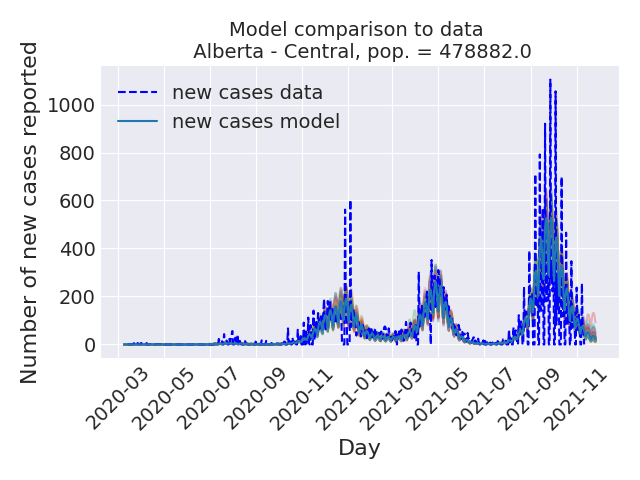 Model comparison to data
Alberta - Central, pop. = 478882.0
Number of new cases reported
1000
800
600
400
200
0
new cases data
new cases model
2020-03
2020-05
2020-07
2020-09
2020-11
2021-01
2021-03
2021-05
2021-07
2021-09
2021-11
Day